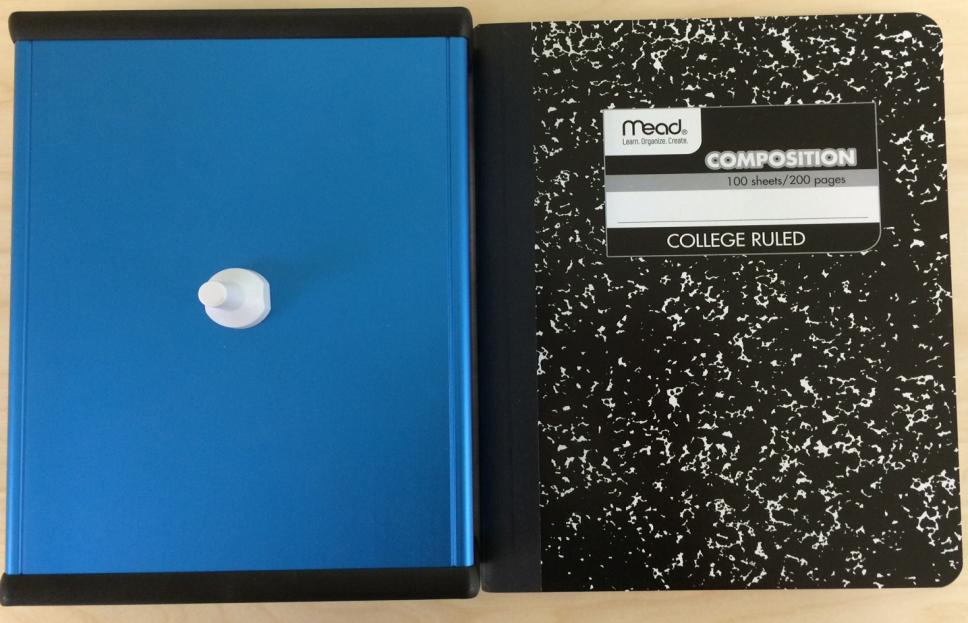 Mead®
Learn. Organize. Create.
COMPOSITION
100 sheets/200 pages
COLLEGE RULED